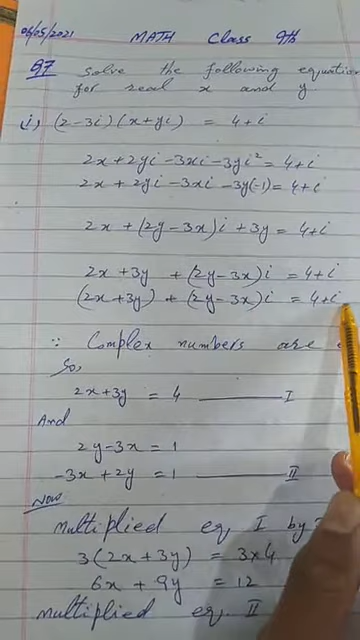 06/05/2021 MATH Class 9th
Q7 Solve the following equation
for real x and y
(i) (2-3i)(x+yi) = 4+i
2x+2yi-3xi-3yi² = 4+i
2x+2yi-3xi-3y(-1) = 4+i
2x+(2y-3x)i+3y = 4+i
2x+3y+(2y-3x)i = 4+i
(2x+3y)+(2y-3x)i = 4+i
∵ Complex numbers are
So,
2x+3y = 4 ——— I
And
2y-3x = 1
-3x+2y = 1 ——— II
Now
Multiplied eq. I by
3(2x+3y) = 3×4
6x+9y = 12
Multiplied eq. II